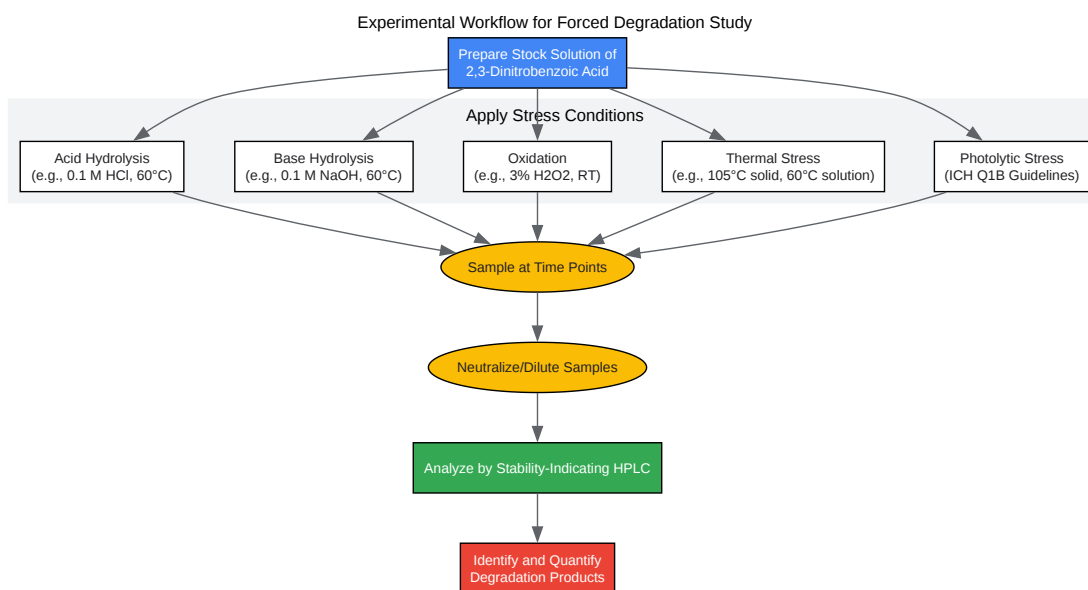 Experimental Workflow for Forced Degradation Study
Prepare Stock Solution of
2,3-Dinitrobenzoic Acid
Apply Stress Conditions
Acid Hydrolysis
(e.g., 0.1 M HCl, 60°C)
Base Hydrolysis
(e.g., 0.1 M NaOH, 60°C)
Oxidation
(e.g., 3% H2O2, RT)
Thermal Stress
(e.g., 105°C solid, 60°C solution)
Photolytic Stress
(ICH Q1B Guidelines)
Sample at Time Points
Neutralize/Dilute Samples
Analyze by Stability-Indicating HPLC
Identify and Quantify
Degradation Products